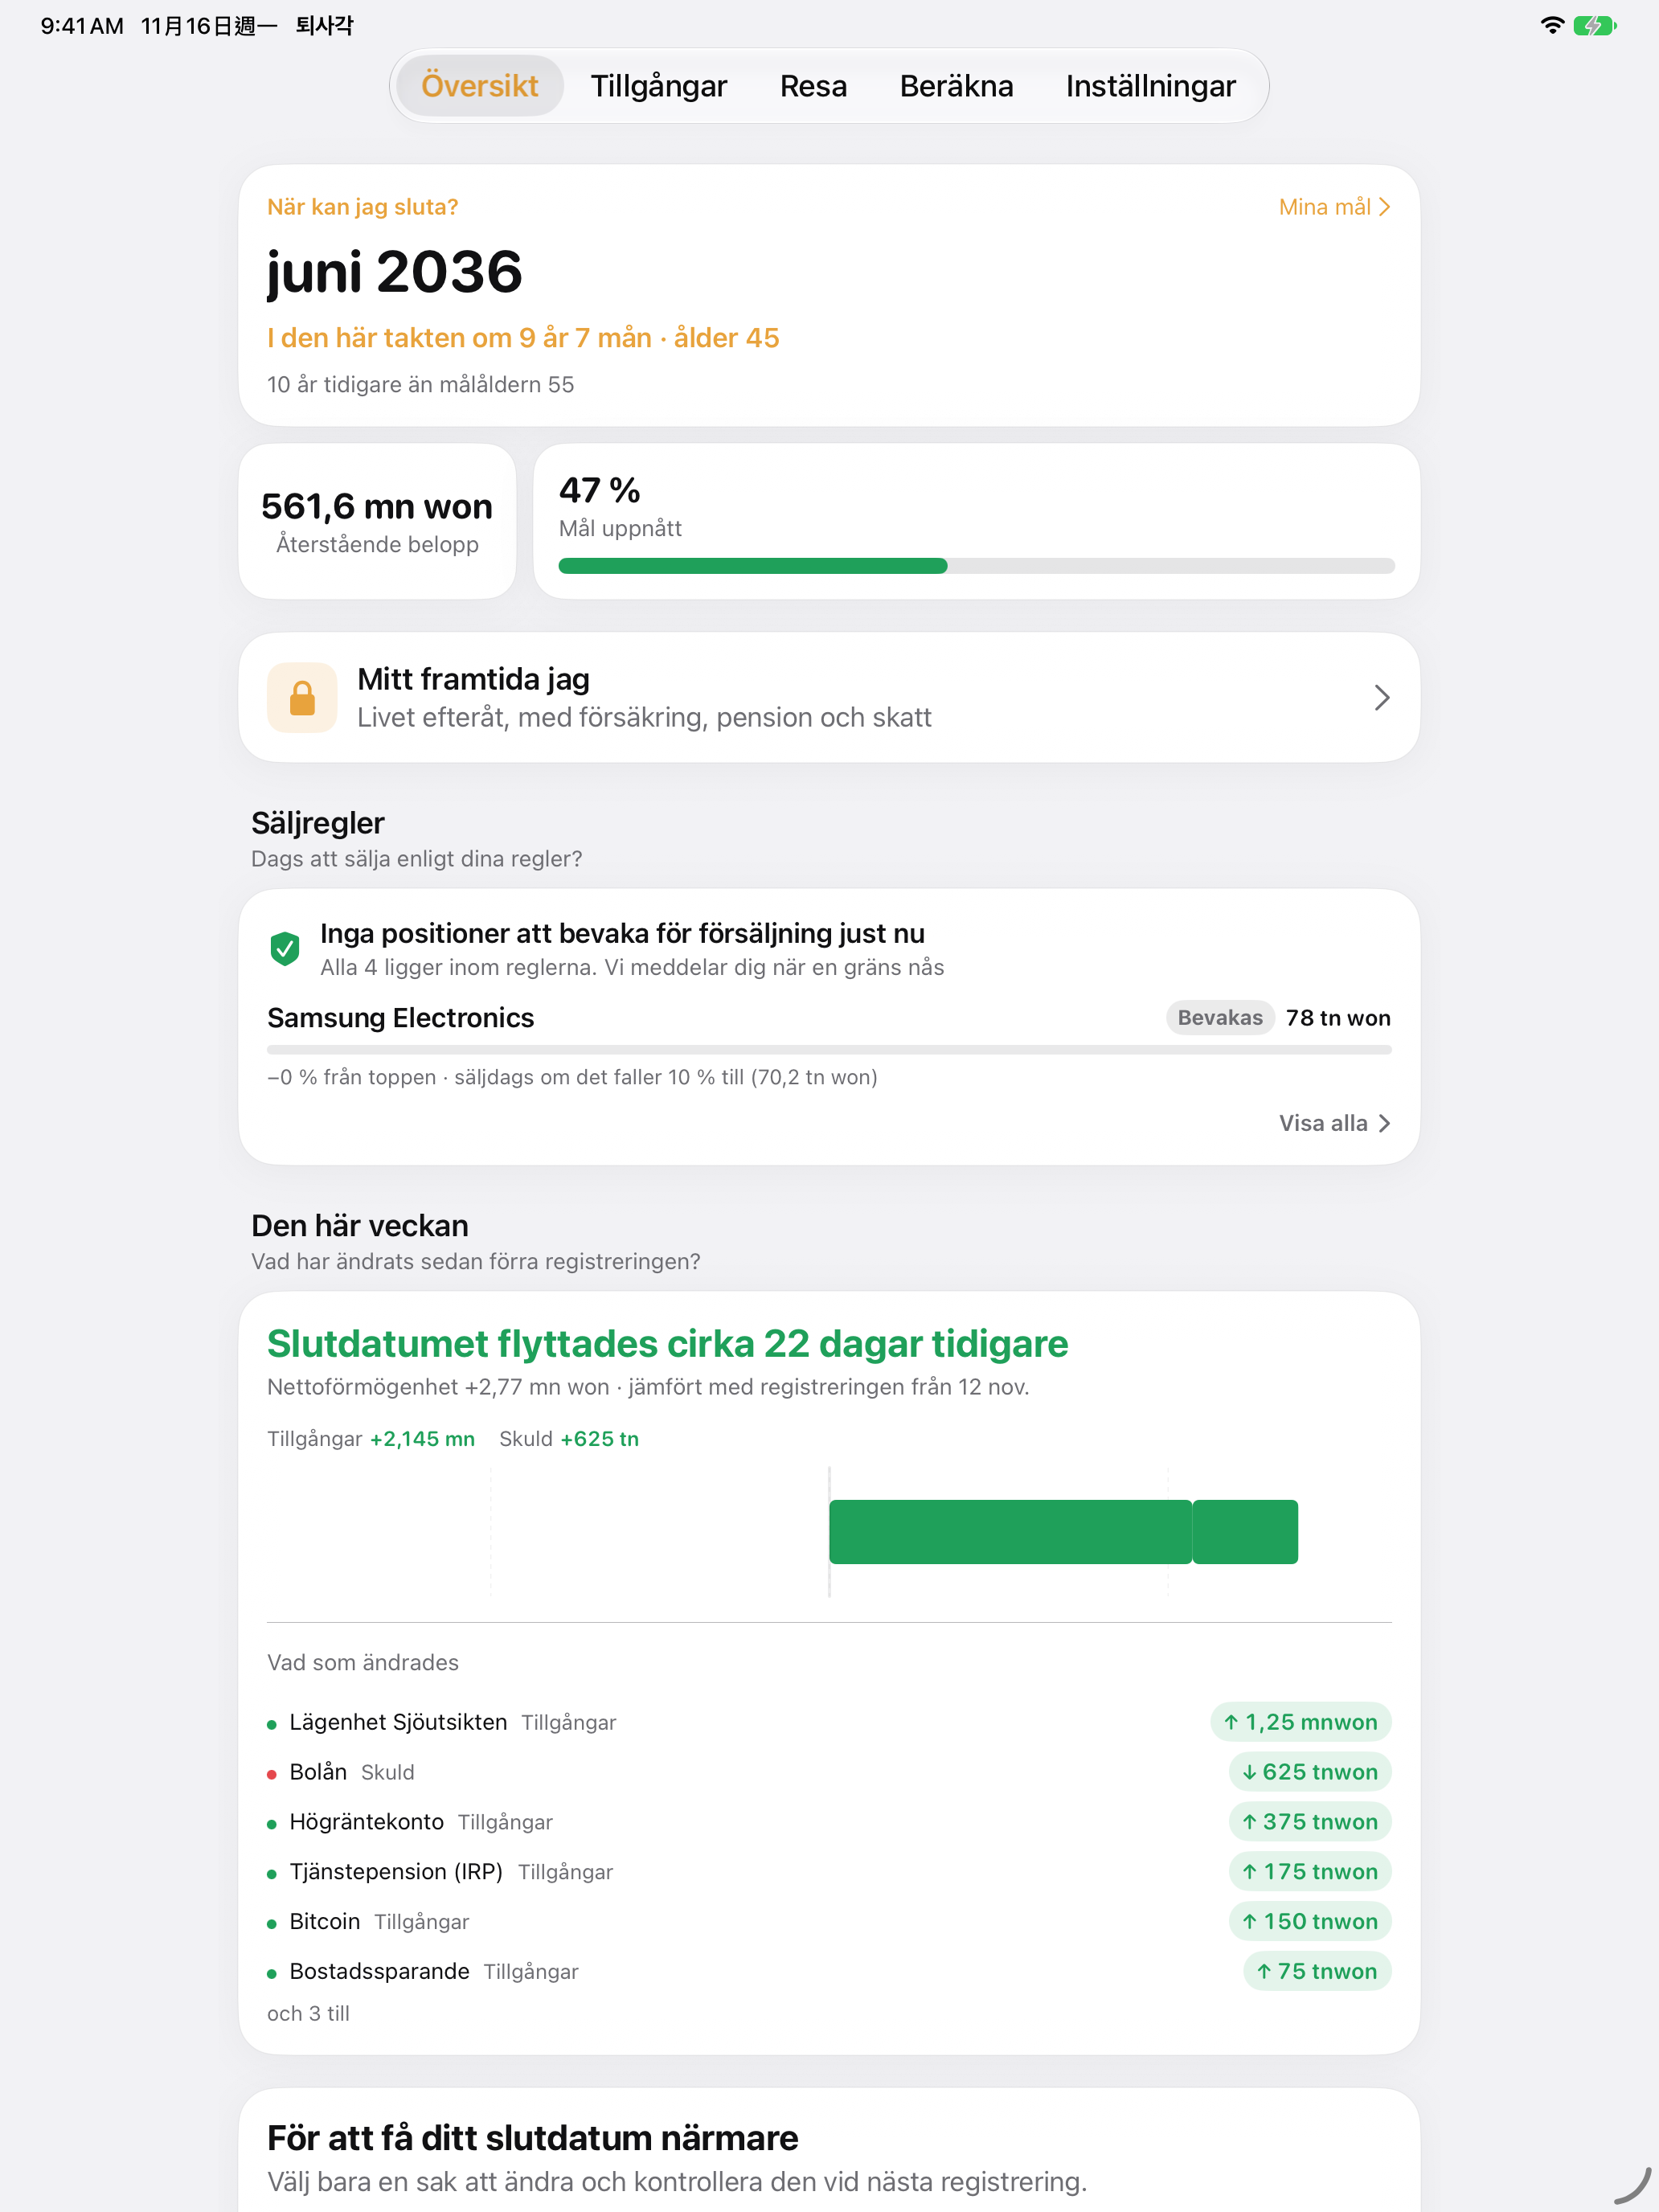 9:41 AM 11月16日週一 퇴사각
Översikt Tillgångar Resa Beräkna Inställningar
När kan jag sluta? Mina mål
juni 2036
I den här takten om 9 år 7 mån · ålder 45
10 år tidigare än målåldern 55
561,6 mn won
Återstående belopp
47 %
Mål uppnått
Mitt framtida jag
Livet efteråt, med försäkring, pension och skatt
Säljregler
Dags att sälja enligt dina regler?
Inga positioner att bevaka för försäljning just nu
Alla 4 ligger inom reglerna. Vi meddelar dig när en gräns nås
Samsung Electronics Bevakas 78 tn won
−0 % från toppen · säljdags om det faller 10 % till (70,2 tn won)
Visa alla
Den här veckan
Vad har ändrats sedan förra registreringen?
Slutdatumet flyttades cirka 22 dagar tidigare
Nettoförmögenhet +2,77 mn won · jämfört med registreringen från 12 nov.
Tillgångar +2,145 mn Skuld +625 tn
Vad som ändrades
Lägenhet Sjöutsikten Tillgångar ↑ 1,25 mnwon
Bolån Skuld ↓ 625 tnwon
Högräntekonto Tillgångar ↑ 375 tnwon
Tjänstepension (IRP) Tillgångar ↑ 175 tnwon
Bitcoin Tillgångar ↑ 150 tnwon
Bostadssparande Tillgångar ↑ 75 tnwon
och 3 till
För att få ditt slutdatum närmare
Välj bara en sak att ändra och kontrollera den vid nästa registrering.